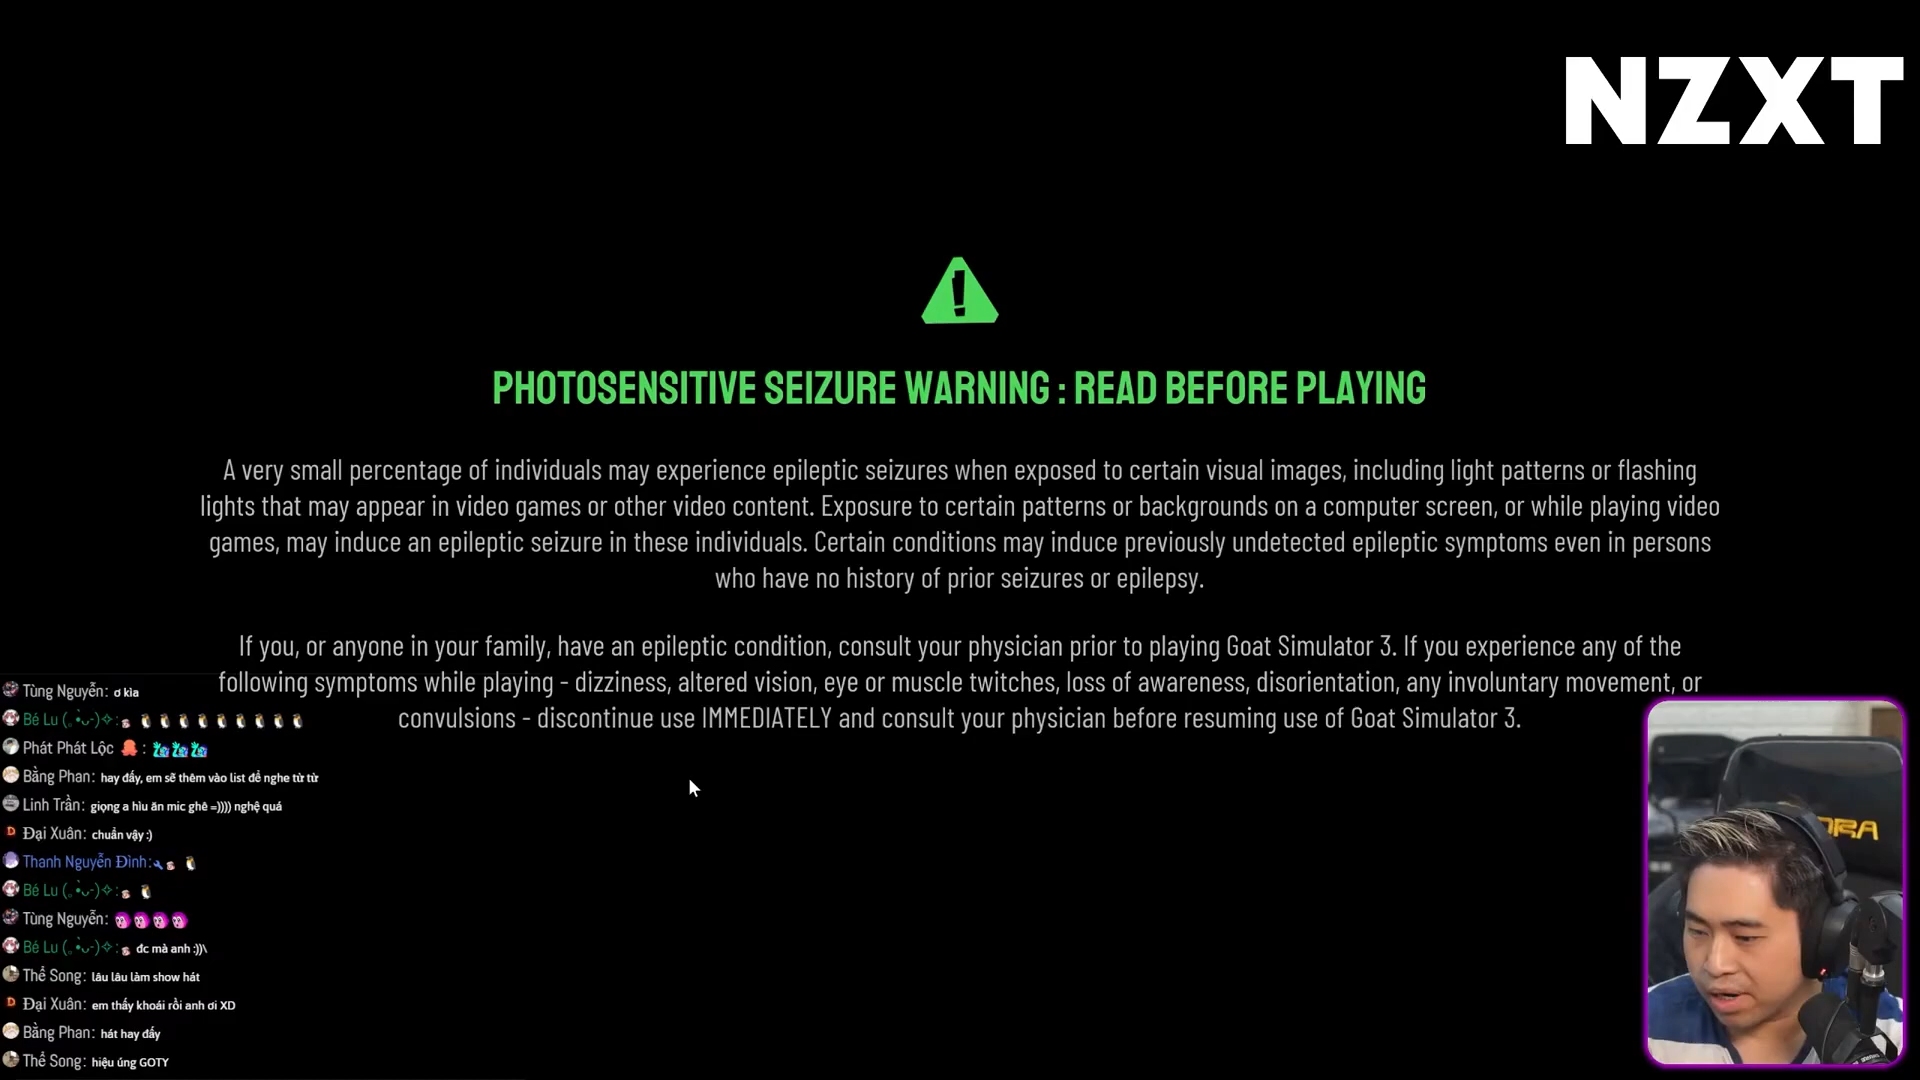 NZXT
!
PHOTOSENSITIVE SEIZURE WARNING : READ BEFORE PLAYING
A very small percentage of individuals may experience epileptic seizures when exposed to certain visual images, including light patterns or flashing
lights that may appear in video games or other video content. Exposure to certain patterns or backgrounds on a computer screen, or while playing video
games, may induce an epileptic seizure in these individuals. Certain conditions may induce previously undetected epileptic symptoms even in persons
who have no history of prior seizures or epilepsy.
If you, or anyone in your family, have an epileptic condition, consult your physician prior to playing Goat Simulator 3. If you experience any of the
following symptoms while playing - dizziness, altered vision, eye or muscle twitches, loss of awareness, disorientation, any involuntary movement, or
convulsions - discontinue use IMMEDIATELY and consult your physician before resuming use of Goat Simulator 3.
Tùng Nguyễn: ơ kìa
Bé Lu (｡•̀ᴗ-)✧:
Phát Phát Lộc :
Bằng Phan: hay đấy, em sẽ thêm vào list để nghe từ từ
Linh Trần: giọng a hìu ăn mic ghê =)))) nghệ quá
D Đại Xuân: chuẩn vậy :)
Thanh Nguyễn Đình:
Bé Lu (｡•̀ᴗ-)✧:
Tùng Nguyễn:
Bé Lu (｡•̀ᴗ-)✧: đc mà anh :))\
Thể Song: lâu lâu làm show hát
D Đại Xuân: em thấy khoái rồi anh ơi XD
Bằng Phan: hát hay đấy
Thể Song: hiệu ứng GOTY